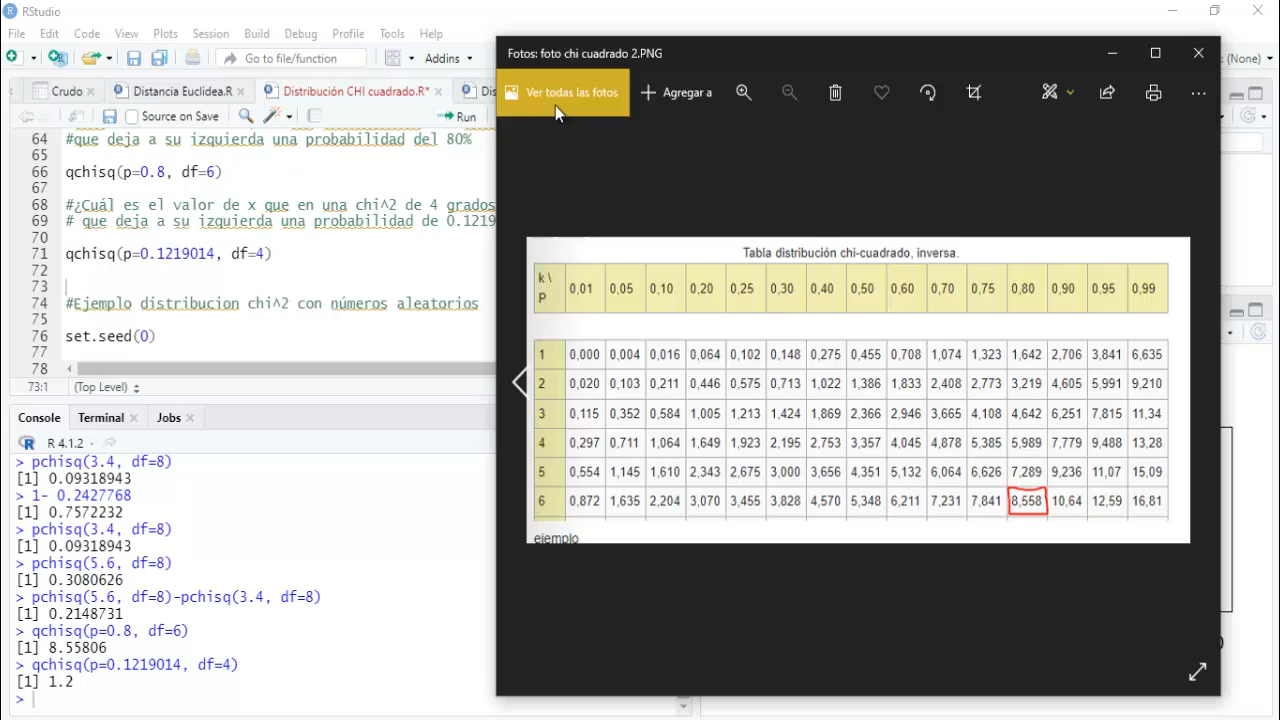 RStudio
File Edit Code View Plots Session Build Debug Profile Tools Help
Go to file/function Addins
(None)
Crudo Distancia Euclidea.R Distribución CHI cuadrado.R*
Source on Save Run
64 #que deja a su izquierda una probabilidad del 80%
65
66 qchisq(p=0.8, df=6)
67
68 #¿Cuál es el valor de x que en una chi^2 de 4 grados
69 # que deja a su izquierda una probabilidad de 0.1219
70
71 qchisq(p=0.1219014, df=4)
72
73
74 #Ejemplo distribucion chi^2 con números aleatorios
75
76 set.seed(0)
77
78
73:1 (Top Level)
Console Terminal Jobs
R R 4.1.2 ·
> pchisq(3.4, df=8)
[1] 0.09318943
> 1- 0.2427768
[1] 0.7572232
> pchisq(3.4, df=8)
[1] 0.09318943
> pchisq(5.6, df=8)
[1] 0.3080626
> pchisq(5.6, df=8)-pchisq(3.4, df=8)
[1] 0.2148731
> qchisq(p=0.8, df=6)
[1] 8.55806
> qchisq(p=0.1219014, df=4)
[1] 1.2
>
Fotos: foto chi cuadrado 2.PNG
Ver todas las fotos Agregar a
Tabla distribución chi-cuadrado, inversa.
k \ p 0,01 0,05 0,10 0,20 0,25 0,30 0,40 0,50 0,60 0,70 0,75 0,80 0,90 0,95 0,99
1 0,000 0,004 0,016 0,064 0,102 0,148 0,275 0,455 0,708 1,074 1,323 1,642 2,706 3,841 6,635
2 0,020 0,103 0,211 0,446 0,575 0,713 1,022 1,386 1,833 2,408 2,773 3,219 4,605 5,991 9,210
3 0,115 0,352 0,584 1,005 1,213 1,424 1,869 2,366 2,946 3,665 4,108 4,642 6,251 7,815 11,34
4 0,297 0,711 1,064 1,649 1,923 2,195 2,753 3,357 4,045 4,878 5,385 5,989 7,779 9,488 13,28
5 0,554 1,145 1,610 2,343 2,675 3,000 3,656 4,351 5,132 6,064 6,626 7,289 9,236 11,07 15,09
6 0,872 1,635 2,204 3,070 3,455 3,828 4,570 5,348 6,211 7,231 7,841 8,558 10,64 12,59 16,81
ejemplo